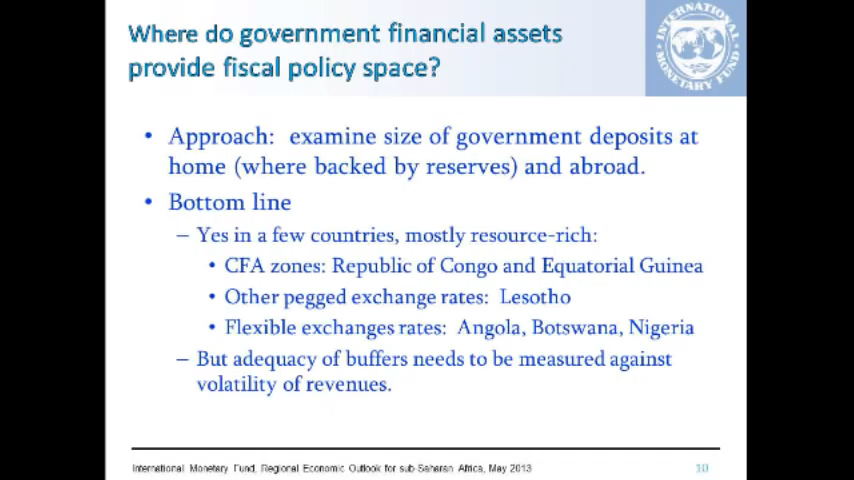 Where do government financial assets
provide fiscal policy space?
INTERNATIONAL MONETARY FUND
• Approach: examine size of government deposits at
home (where backed by reserves) and abroad.
• Bottom line
– Yes in a few countries, mostly resource-rich:
• CFA zones: Republic of Congo and Equatorial Guinea
• Other pegged exchange rates: Lesotho
• Flexible exchanges rates: Angola, Botswana, Nigeria
– But adequacy of buffers needs to be measured against
volatility of revenues.
International Monetary Fund, Regional Economic Outlook for sub-Saharan Africa, May 2013
10